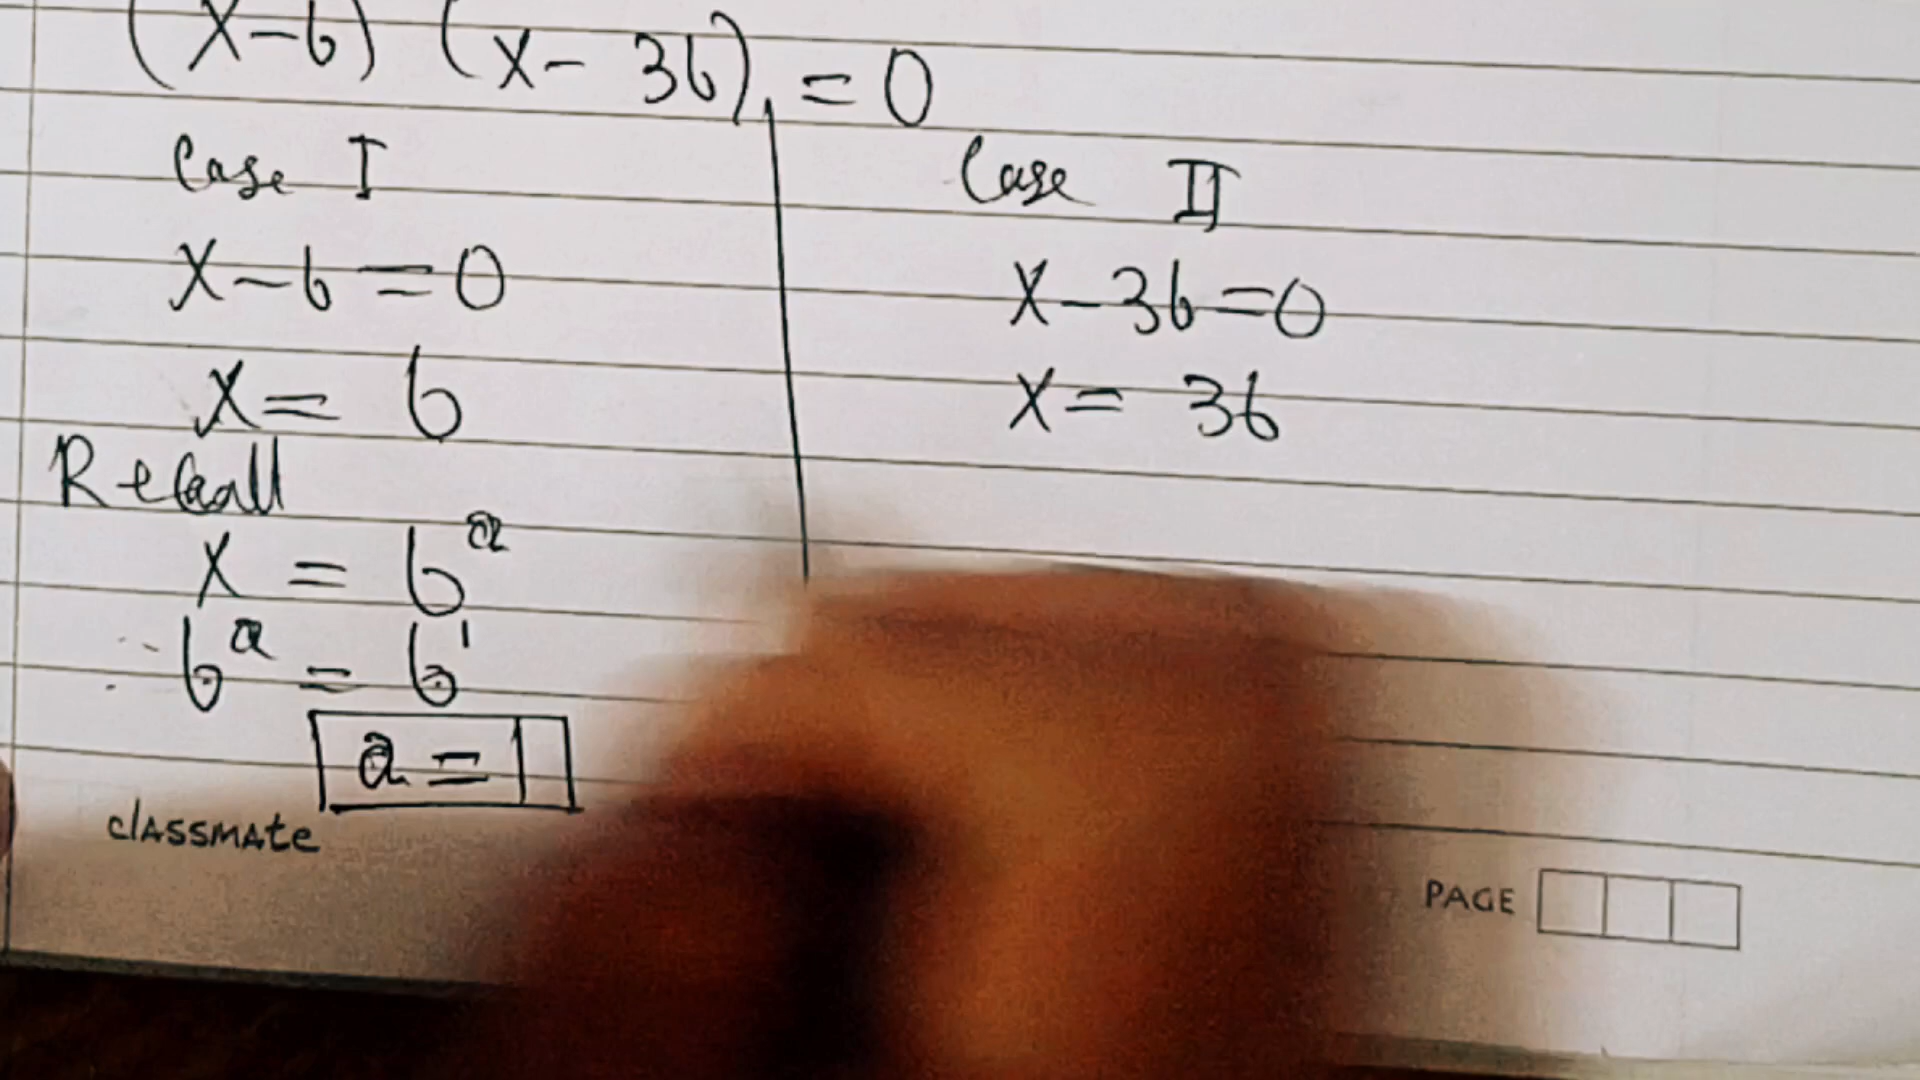 (x-6) (x-36) = 0
Case I
x-6=0
x= 6
Recall
x = 6^a
6^a = 6^1
a = 1
Case II
x-36=0
x= 36
classmate
PAGE